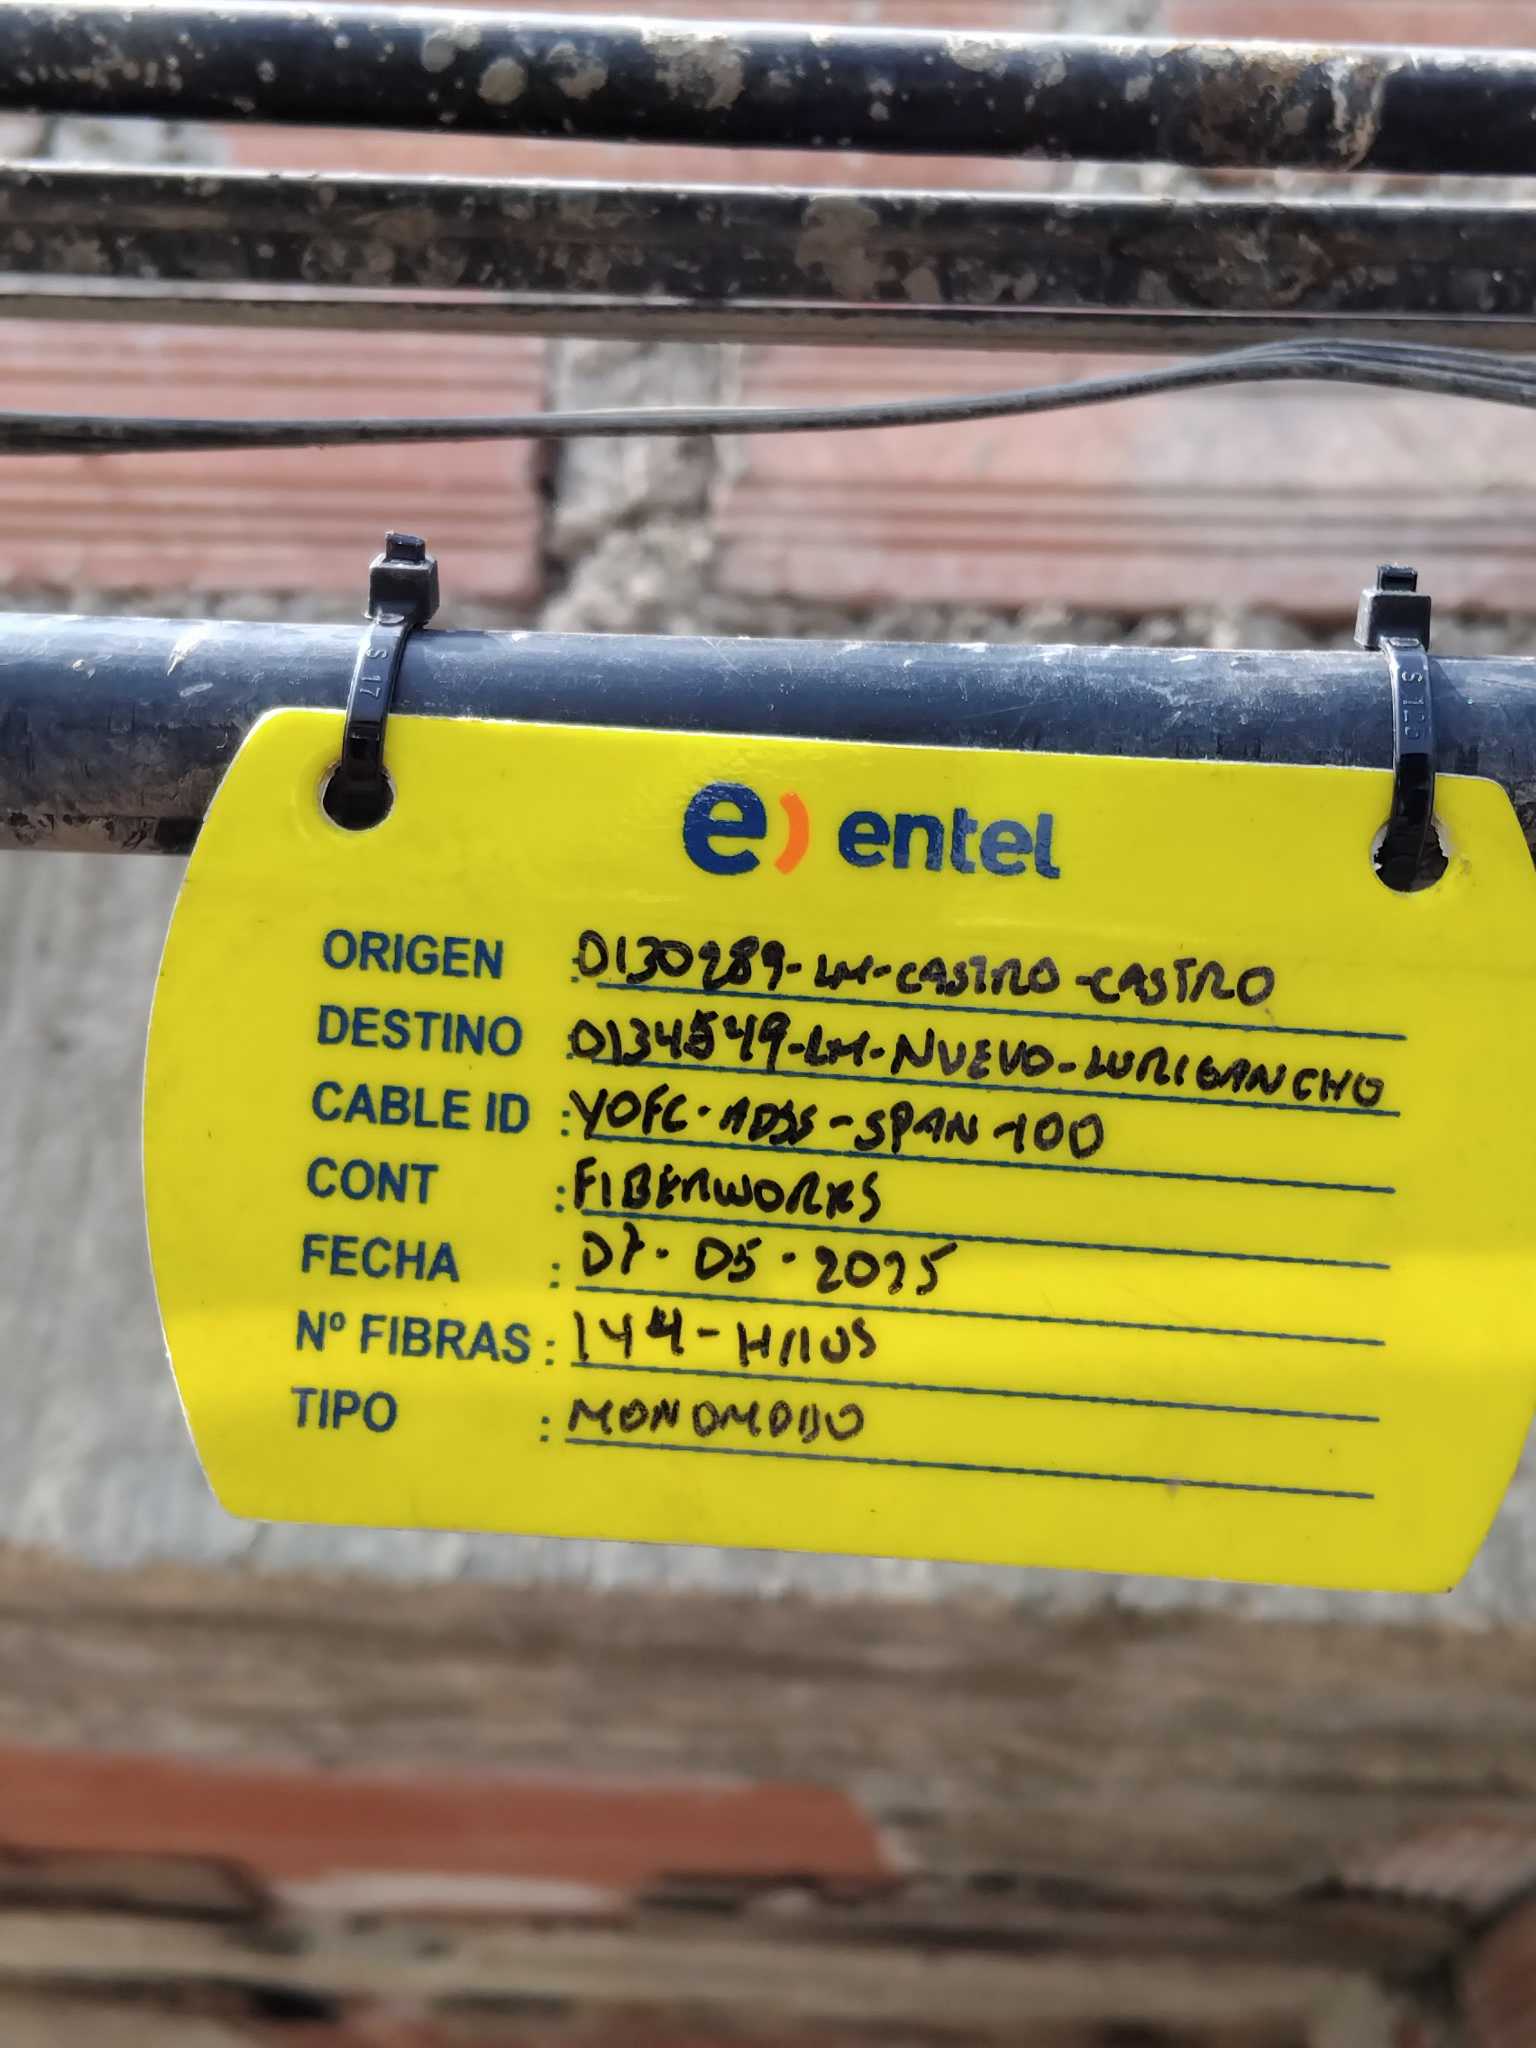 e) entel
ORIGEN : 0130289-LM-CASTRO-CASTRO
DESTINO : 0134549-LM-NUEVO-LURIGANCHO
CABLE ID : YOFC-ADSS-SPAN-100
CONT : FIBERWORKS
FECHA : 07-05-2025
Nº FIBRAS : 144-HILOS
TIPO : MONOMODO